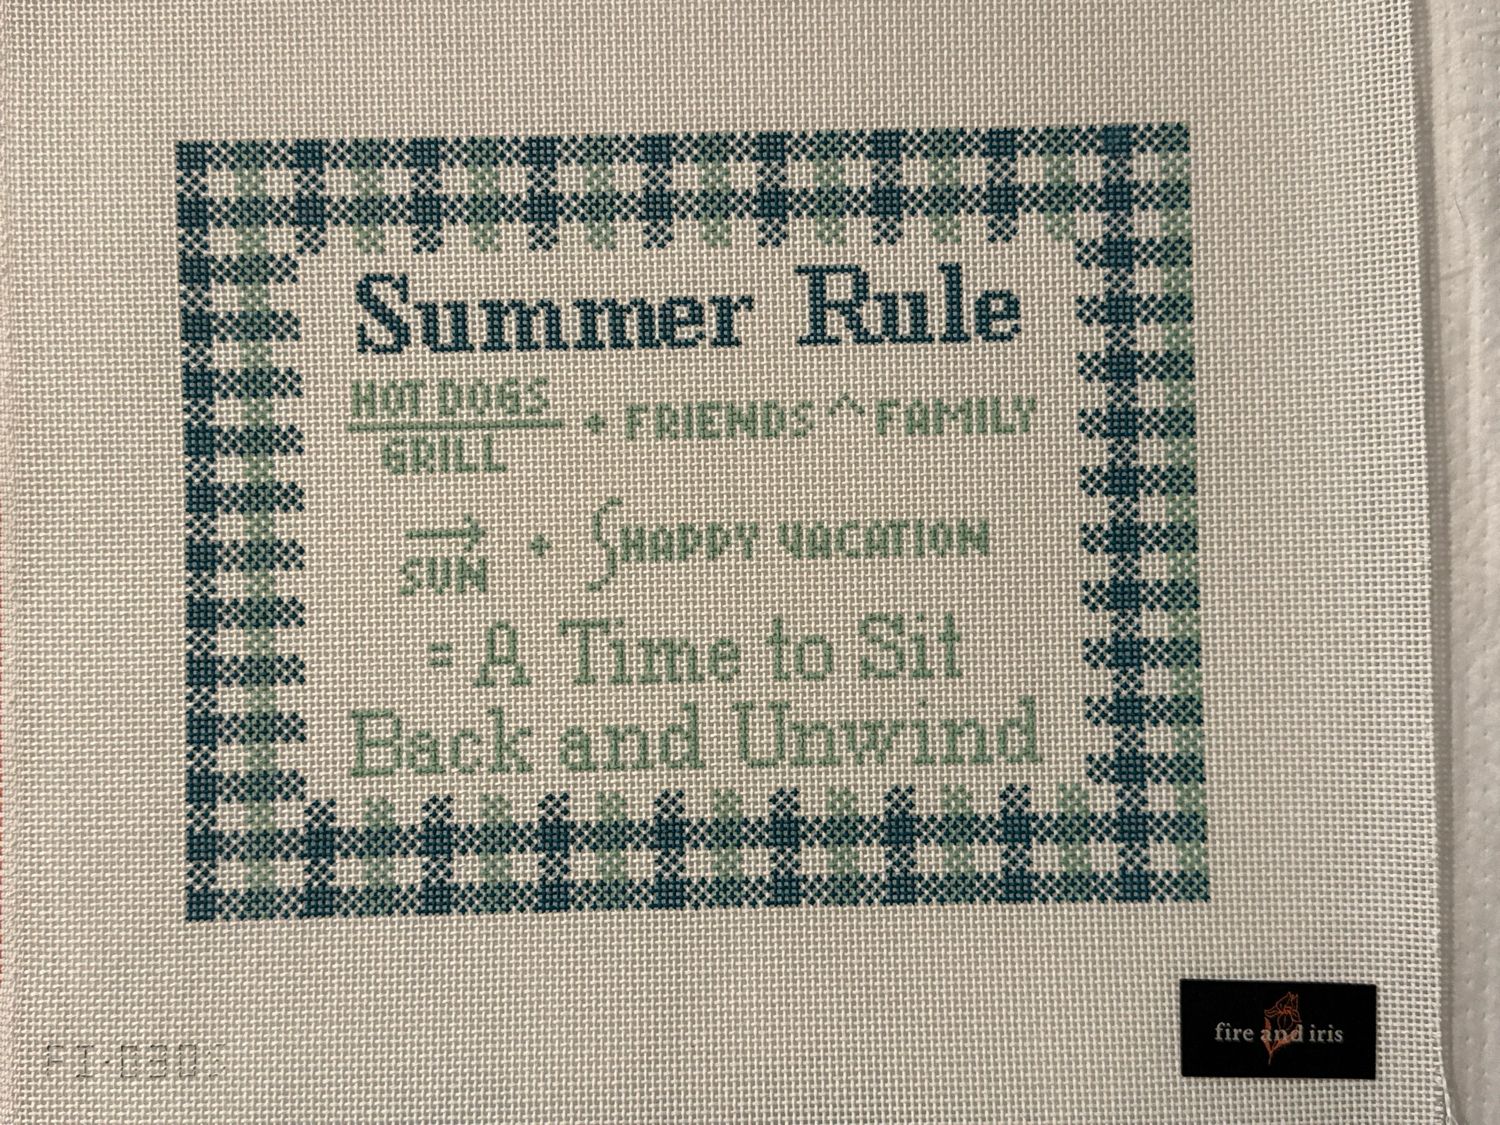 Summer Rule
HOT DOGS
GRILL
+ FRIENDS ^ FAMILY
→
SUN
+ ∫HAPPY VACATION
= A Time to Sit
Back and Unwind
fire and iris